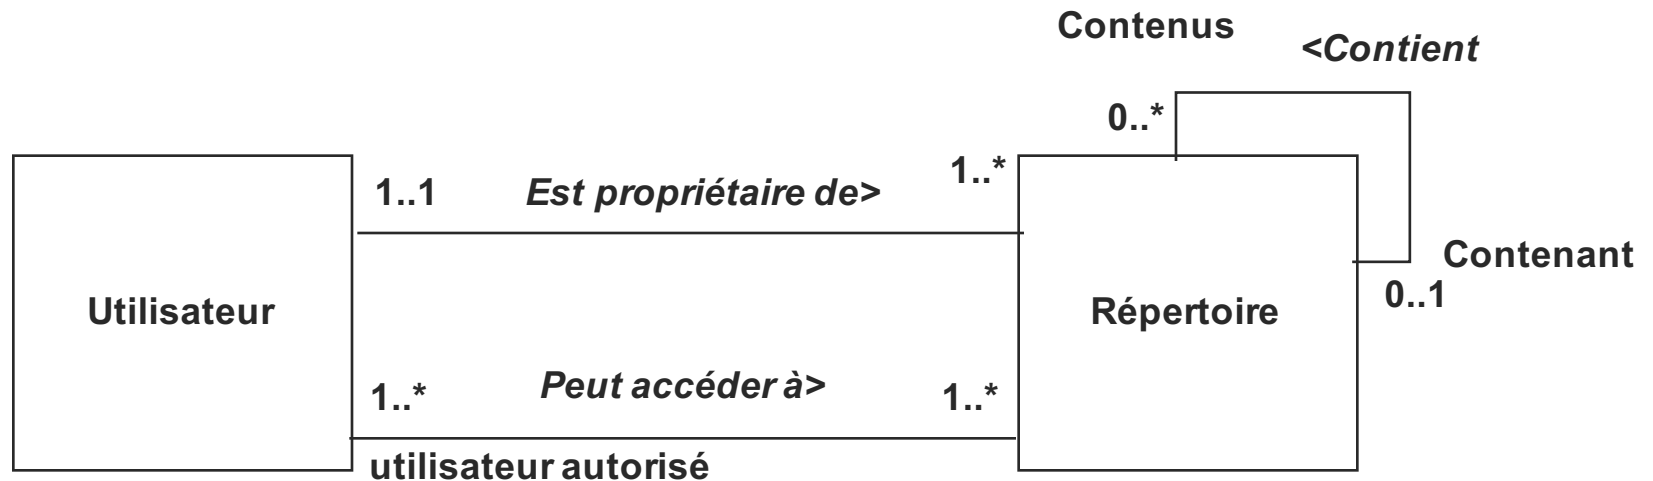 Contenus
<Contient
0..*
1..1
Est propriétaire de>
1..*
Contenant
0..1
Utilisateur
Répertoire
1..*
Peut accéder à>
1..*
utilisateur autorisé